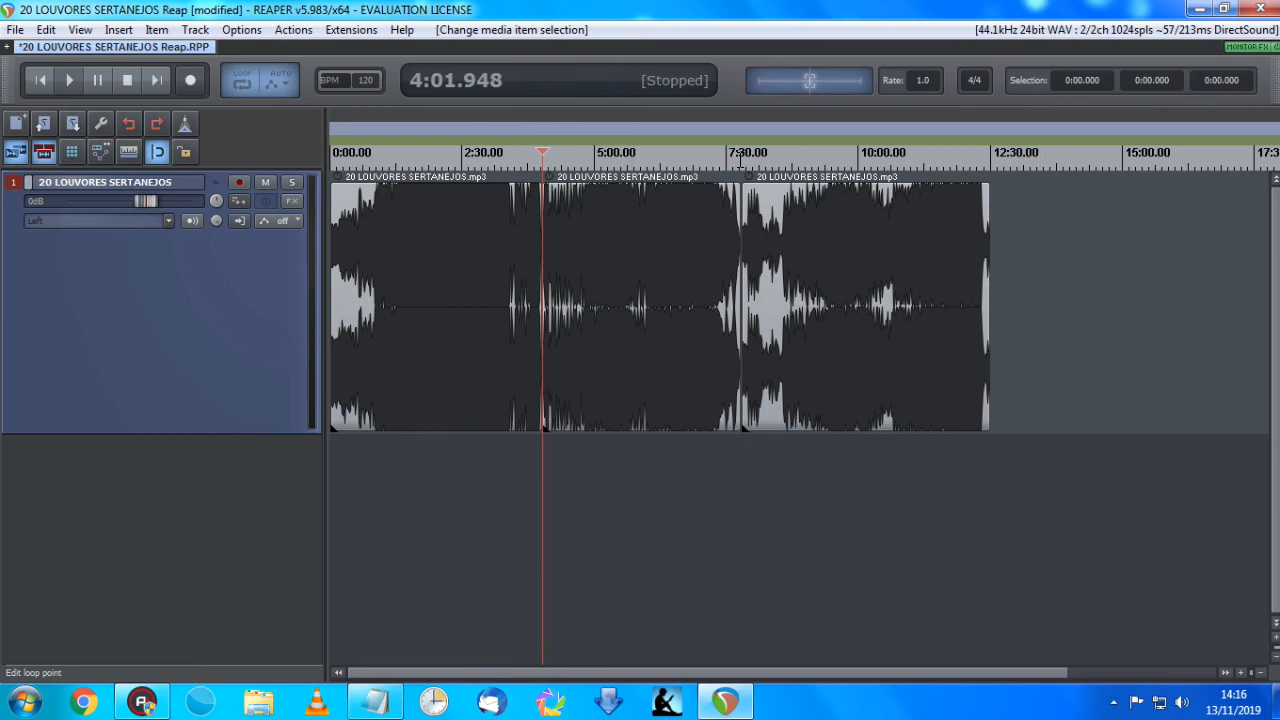 20 LOUVORES SERTANEJOS Reap [modified] - REAPER v5.983/x64 - EVALUATION LICENSE
File Edit View Insert Item Track Options Actions Extensions Help [Change media item selection] [44.1kHz 24bit WAV : 2/2ch 1024spls ~57/213ms DirectSound]
*20 LOUVORES SERTANEJOS Reap.RPP MONITOR FX
LOOP AUTO BPM 120 4:01.948 [Stopped] Rate: 1.0 4/4 Selection: 0:00.000 0:00.000 0:00.000
0:00.00 2:30.00 5:00.00 7:30.00 10:00.00 12:30.00 15:00.00 17:3
20 LOUVORES SERTANEJOS.mp3 20 LOUVORES SERTANEJOS.mp3 20 LOUVORES SERTANEJOS.mp3
1 20 LOUVORES SERTANEJOS M S
0dB FX
Left off
Edit loop point
14:16
13/11/2019